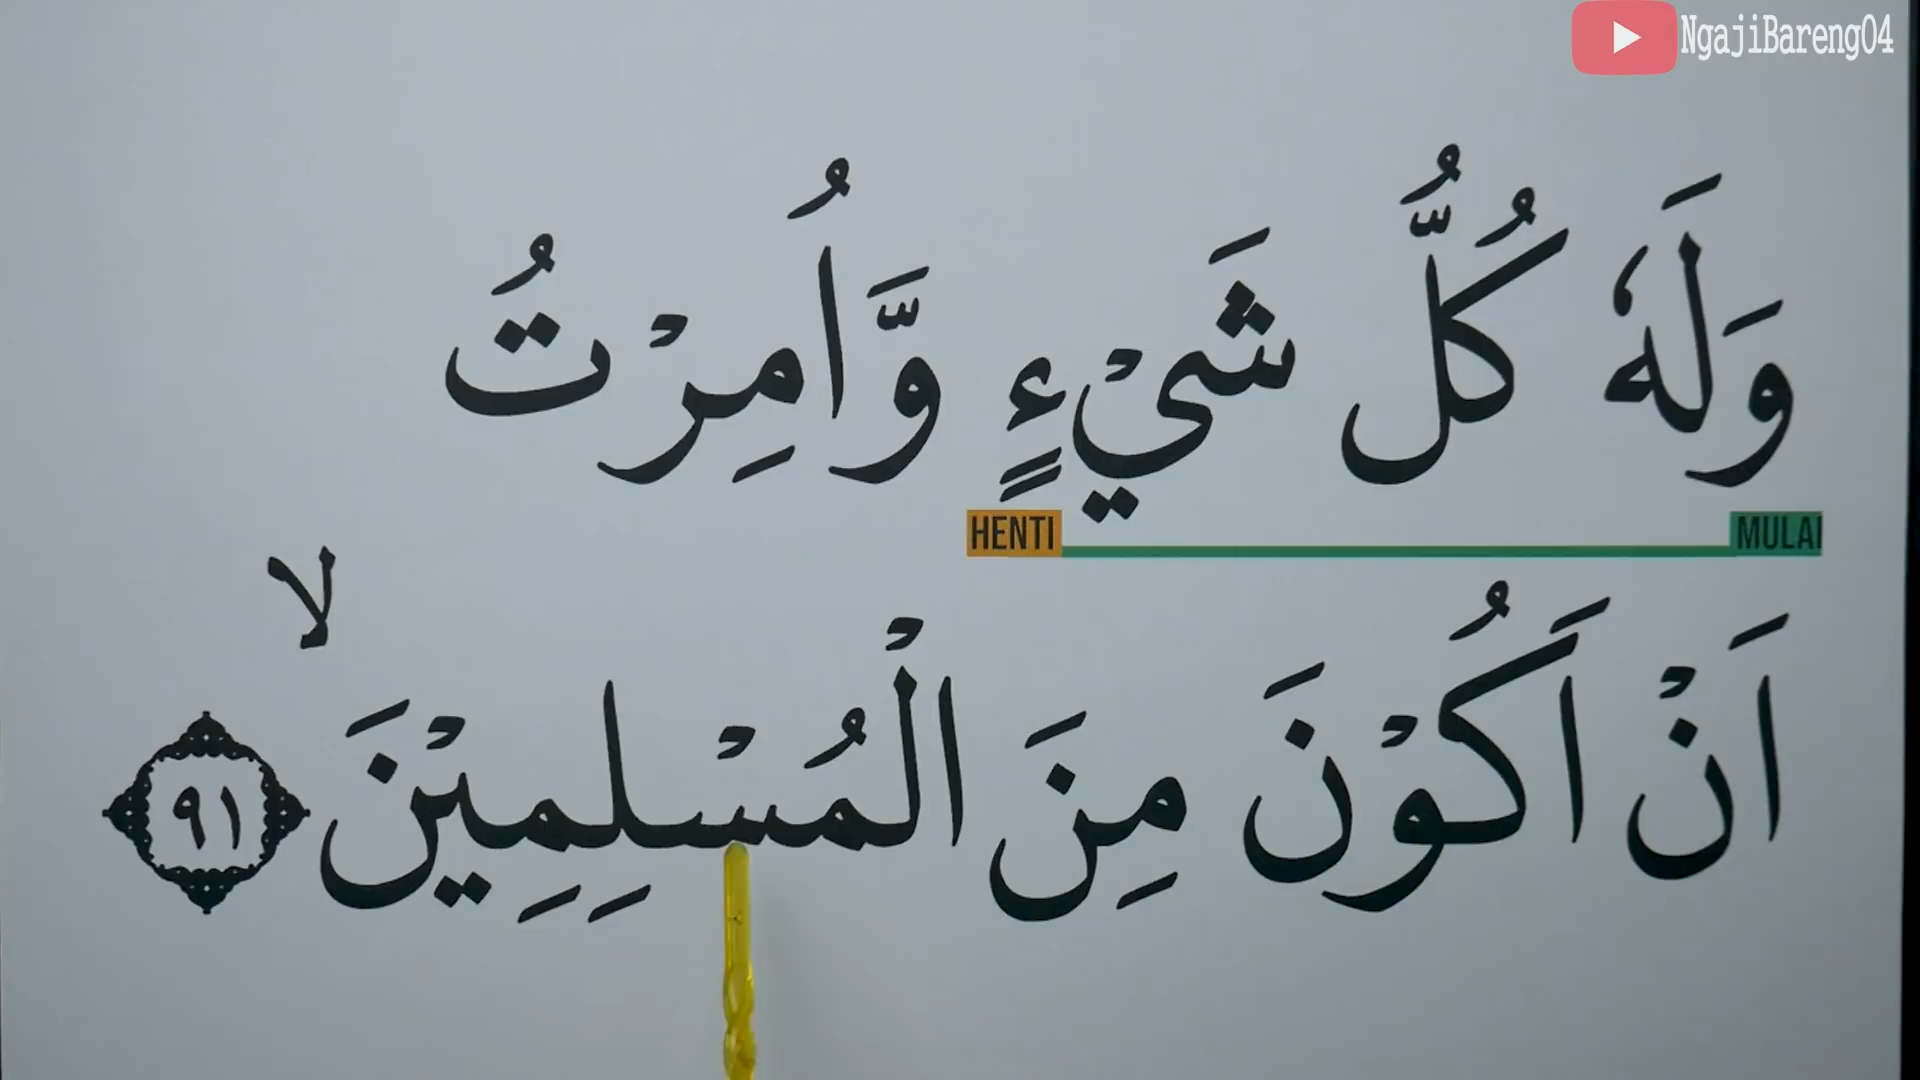 NgajiBareng04
وَلَهٗ كُلُّ شَيْءٍ وَّاُمِرْتُ
HENTI MULAI
اَنْ اَكُوْنَ مِنَ الْمُسْلِمِيْنَ ۙ ٩١